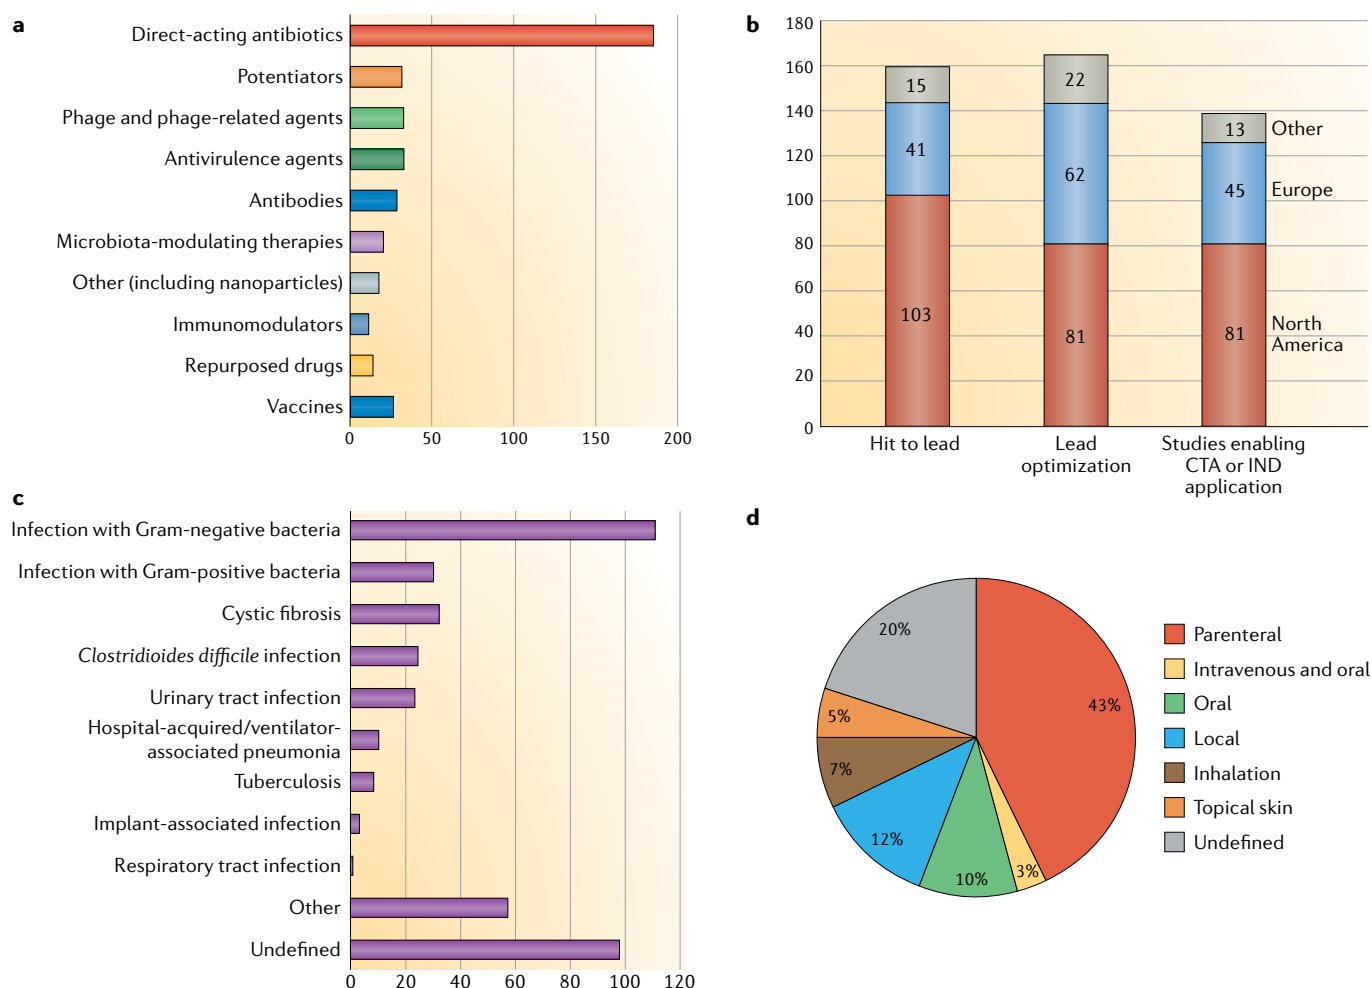 a
Direct-acting antibiotics
Potentiators
Phage and phage-related agents
Antivirulence agents
Antibodies
Microbiota-modulating therapies
Other (including nanoparticles)
Immunomodulators
Repurposed drugs
Vaccines
0 50 100 150 200
b
180
160
140
120
100
80
60
40
20
0
15
41
103
22
62
81
13
45
81
Other
Europe
North
America
Hit to lead
Lead
optimization
Studies enabling
CTA or IND
application
c
Infection with Gram-negative bacteria
Infection with Gram-positive bacteria
Cystic fibrosis
Clostridioides difficile infection
Urinary tract infection
Hospital-acquired/ventilator-
associated pneumonia
Tuberculosis
Implant-associated infection
Respiratory tract infection
Other
Undefined
0 20 40 60 80 100 120
d
20%
43%
5%
7%
12%
10%
3%
Parenteral
Intravenous and oral
Oral
Local
Inhalation
Topical skin
Undefined